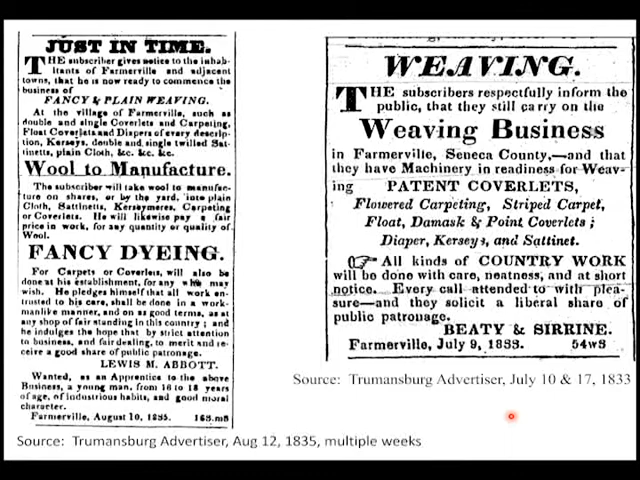 JUST IN TIME.
THE subscriber gives notice to the inhab-
itants of Farmerville and adjacent
towns, that he is now ready to commence the
business of
FANCY & PLAIN WEAVING.
At the village of Farmerville, such as
double and single Coverlets and Carpeting,
Float Coverlets and Diapers of every descrip-
tion, Kerseys, double and single twilled Sat-
tinetts, plain Cloth, &c. &c. &c.
Wool to Manufacture.
The subscriber will take wool to manufac-
ture on shares, or by the yard, into plain
Cloth, Sattinetts, Kerseymeres, Carpeting
or Coverlets. He will likewise pay a fair
price in work, for any quantity or quality of
Wool.
FANCY DYEING.
For Carpets or Coverlets, will also be
done at his establishment, for any who may
wish. He pledges himself that all work en-
trusted to his care, shall be done in a work-
manlike manner, and on as good terms, as at
any shop of fair standing in this country; and
he indulges the hope that by strict attention
to business, and fair dealing, to merit and re-
ceive a good share of public patronage.
LEWIS M. ABBOTT.
Wanted, as an Apprentice to the above
Business, a young man, from 16 to 18 years
of age, of industrious habits, and good moral
character.
Farmerville, August 10, 1835. 163m3
Source: Trumansburg Advertiser, Aug 12, 1835, multiple weeks
WEAVING.
THE subscribers respectfully inform the
public, that they still carry on the
Weaving Business
in Farmerville, Seneca County,—and that
they have Machinery in readiness for Weav-
ing PATENT COVERLETS,
Flowered Carpeting, Striped Carpet,
Float, Damask & Point Coverlets;
Diaper, Kerseys, and Sattinet.
All kinds of COUNTRY WORK
will be done with care, neatness, and at short
notice. Every call attended to with plea-
sure—and they solicit a liberal share of
public patronage.
BEATY & SIRRINE.
Farmerville, July 9, 1833. 54w3
Source: Trumansburg Advertiser, July 10 & 17, 1833